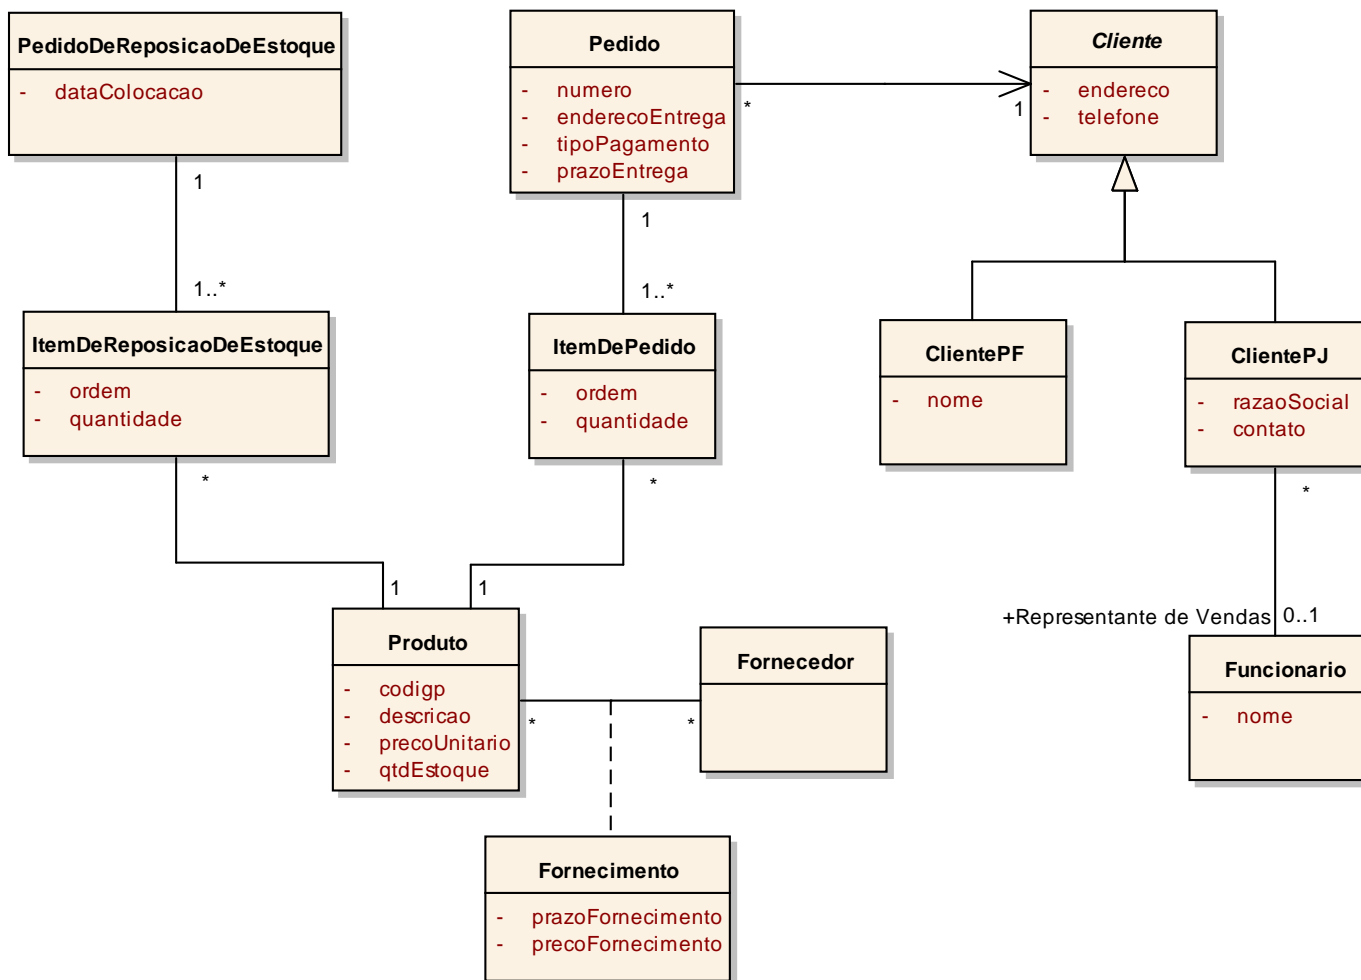 PedidoDeReposicaoDeEstoque
- dataColocacao
Pedido
- numero
- enderecoEntrega
- tipoPagamento
- prazoEntrega
Cliente
- endereco
- telefone
*
1
1
1..*
1
1..*
ItemDeReposicaoDeEstoque
- ordem
- quantidade
ItemDePedido
- ordem
- quantidade
ClientePF
- nome
ClientePJ
- razaoSocial
- contato
*
*
*
1
1
+Representante de Vendas 0..1
Produto
- codigp
- descricao
- precoUnitario
- qtdEstoque
*
*
Fornecedor
Funcionario
- nome
Fornecimento
- prazoFornecimento
- precoFornecimento